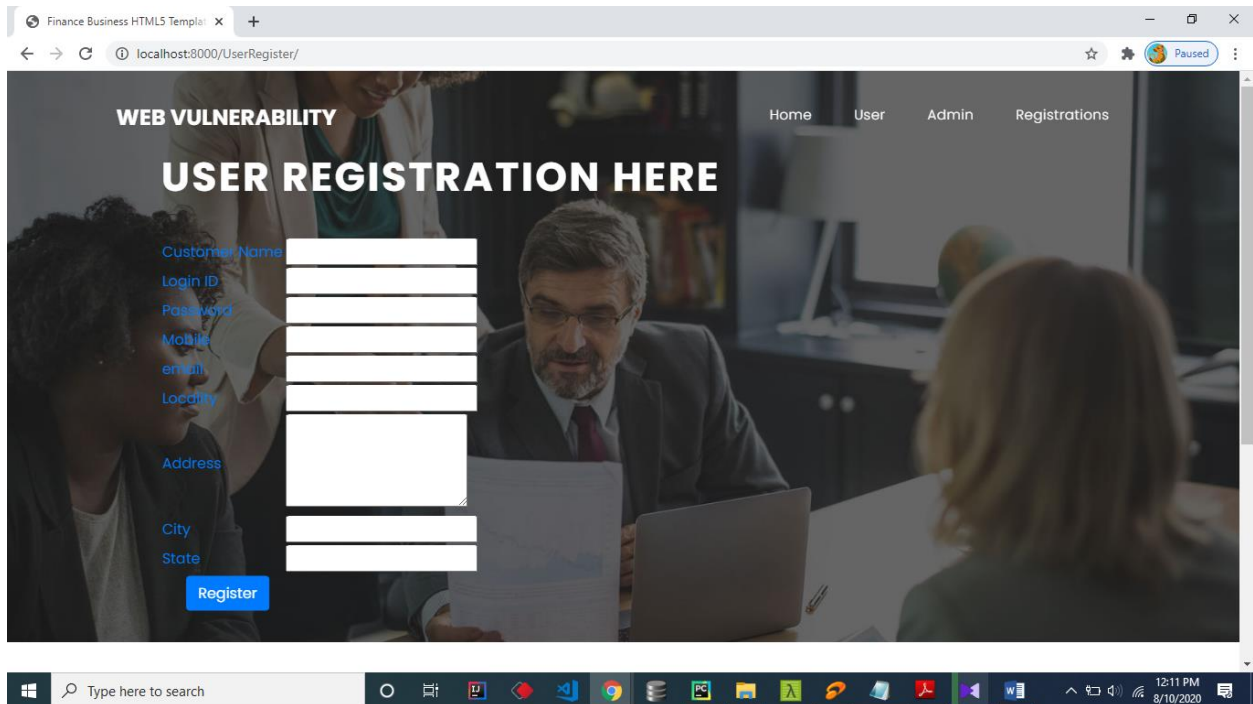 Finance Business HTML5 Templat
localhost:8000/UserRegister/
Paused
WEB VULNERABILITY
Home User Admin Registrations
USER REGISTRATION HERE
Customer Name
Login ID
Password
Mobile
email
Locality
Address
City
State
Register
Type here to search
12:11 PM
8/10/2020